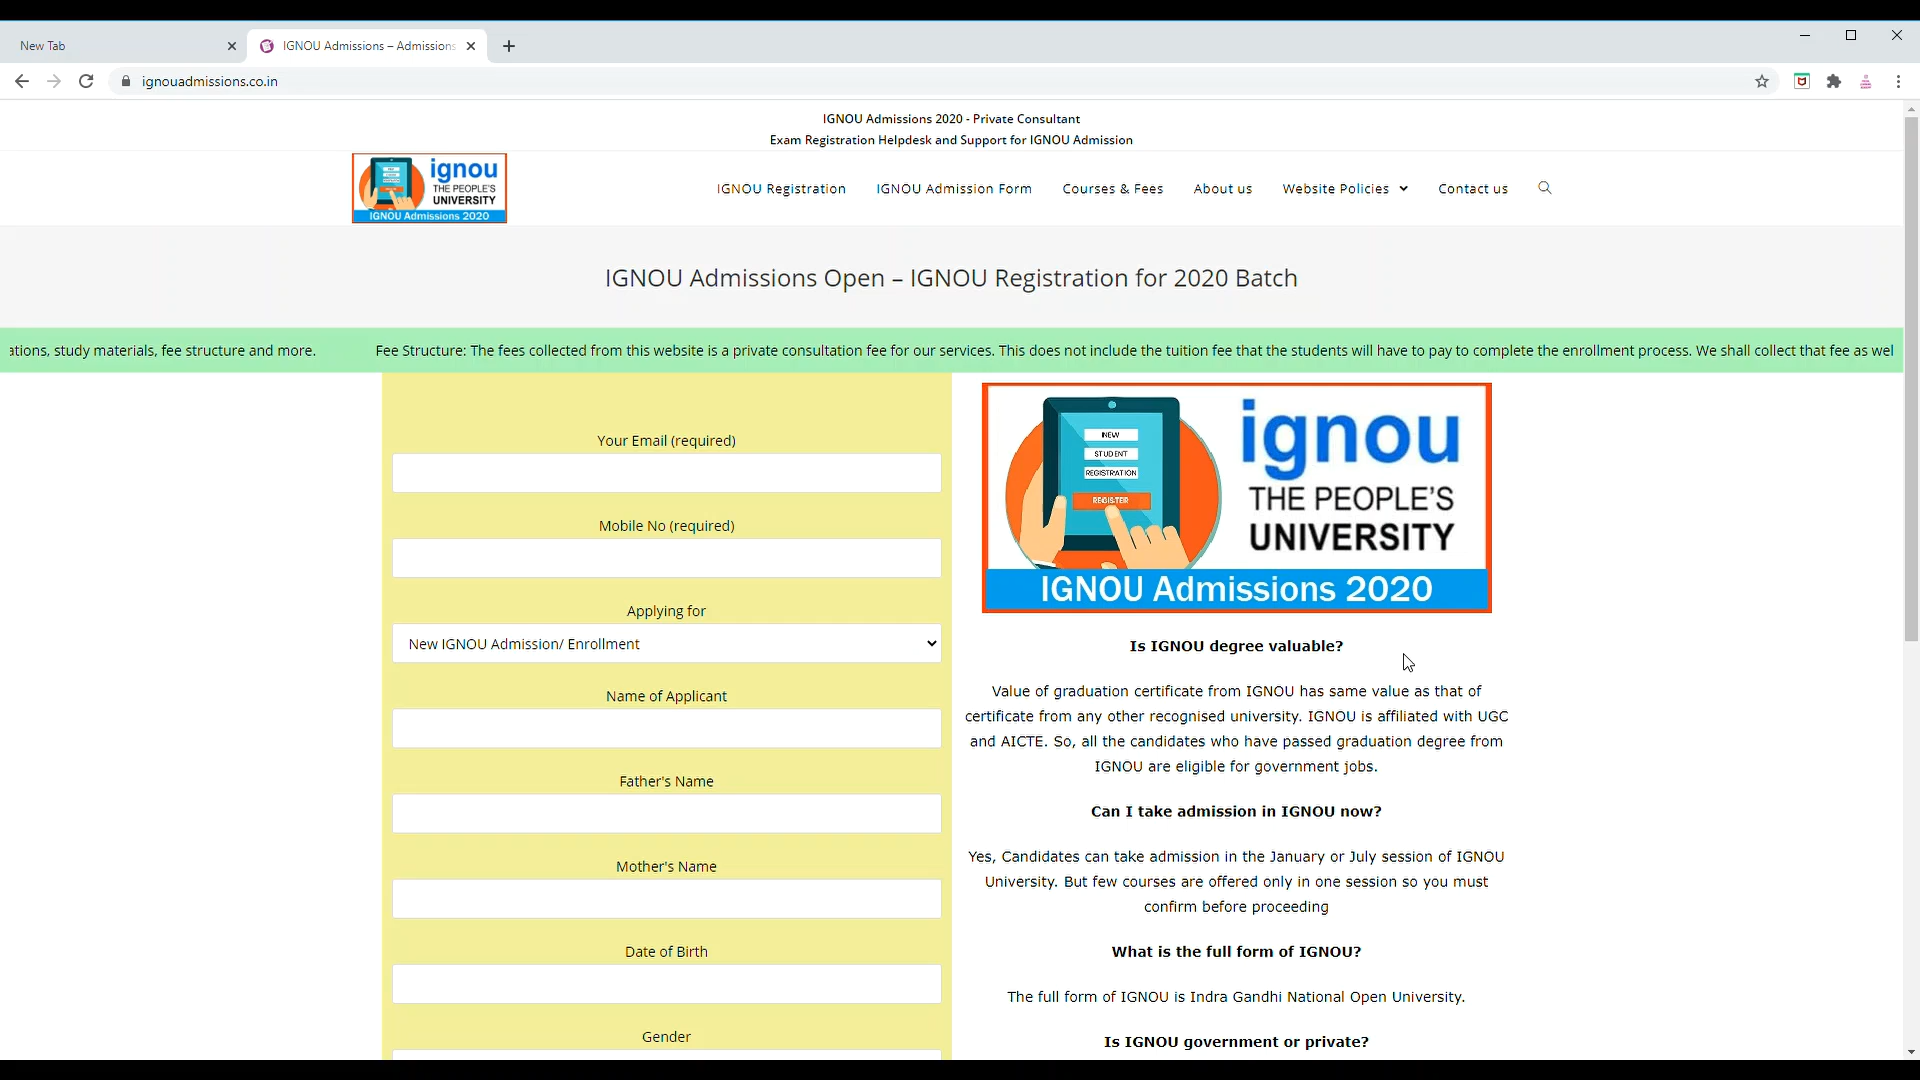 New Tab
IGNOU Admissions – Admissions
ignouadmissions.co.in
IGNOU Admissions 2020 - Private Consultant
Exam Registration Helpdesk and Support for IGNOU Admission
ignou
THE PEOPLE'S
UNIVERSITY
IGNOU Admissions 2020
IGNOU Registration
IGNOU Admission Form
Courses & Fees
About us
Website Policies
Contact us
IGNOU Admissions Open – IGNOU Registration for 2020 Batch
ations, study materials, fee structure and more.
Fee Structure: The fees collected from this website is a private consultation fee for our services. This does not include the tuition fee that the students will have to pay to complete the enrollment process. We shall collect that fee as wel
Your Email (required)
Mobile No (required)
Applying for
New IGNOU Admission/ Enrollment
Name of Applicant
Father's Name
Mother's Name
Date of Birth
Gender
NEW
STUDENT
REGISTRATION
REGISTER
ignou
THE PEOPLE'S
UNIVERSITY
IGNOU Admissions 2020
Is IGNOU degree valuable?
Value of graduation certificate from IGNOU has same value as that of
certificate from any other recognised university. IGNOU is affiliated with UGC
and AICTE. So, all the candidates who have passed graduation degree from
IGNOU are eligible for government jobs.
Can I take admission in IGNOU now?
Yes, Candidates can take admission in the January or July session of IGNOU
University. But few courses are offered only in one session so you must
confirm before proceeding
What is the full form of IGNOU?
The full form of IGNOU is Indra Gandhi National Open University.
Is IGNOU government or private?